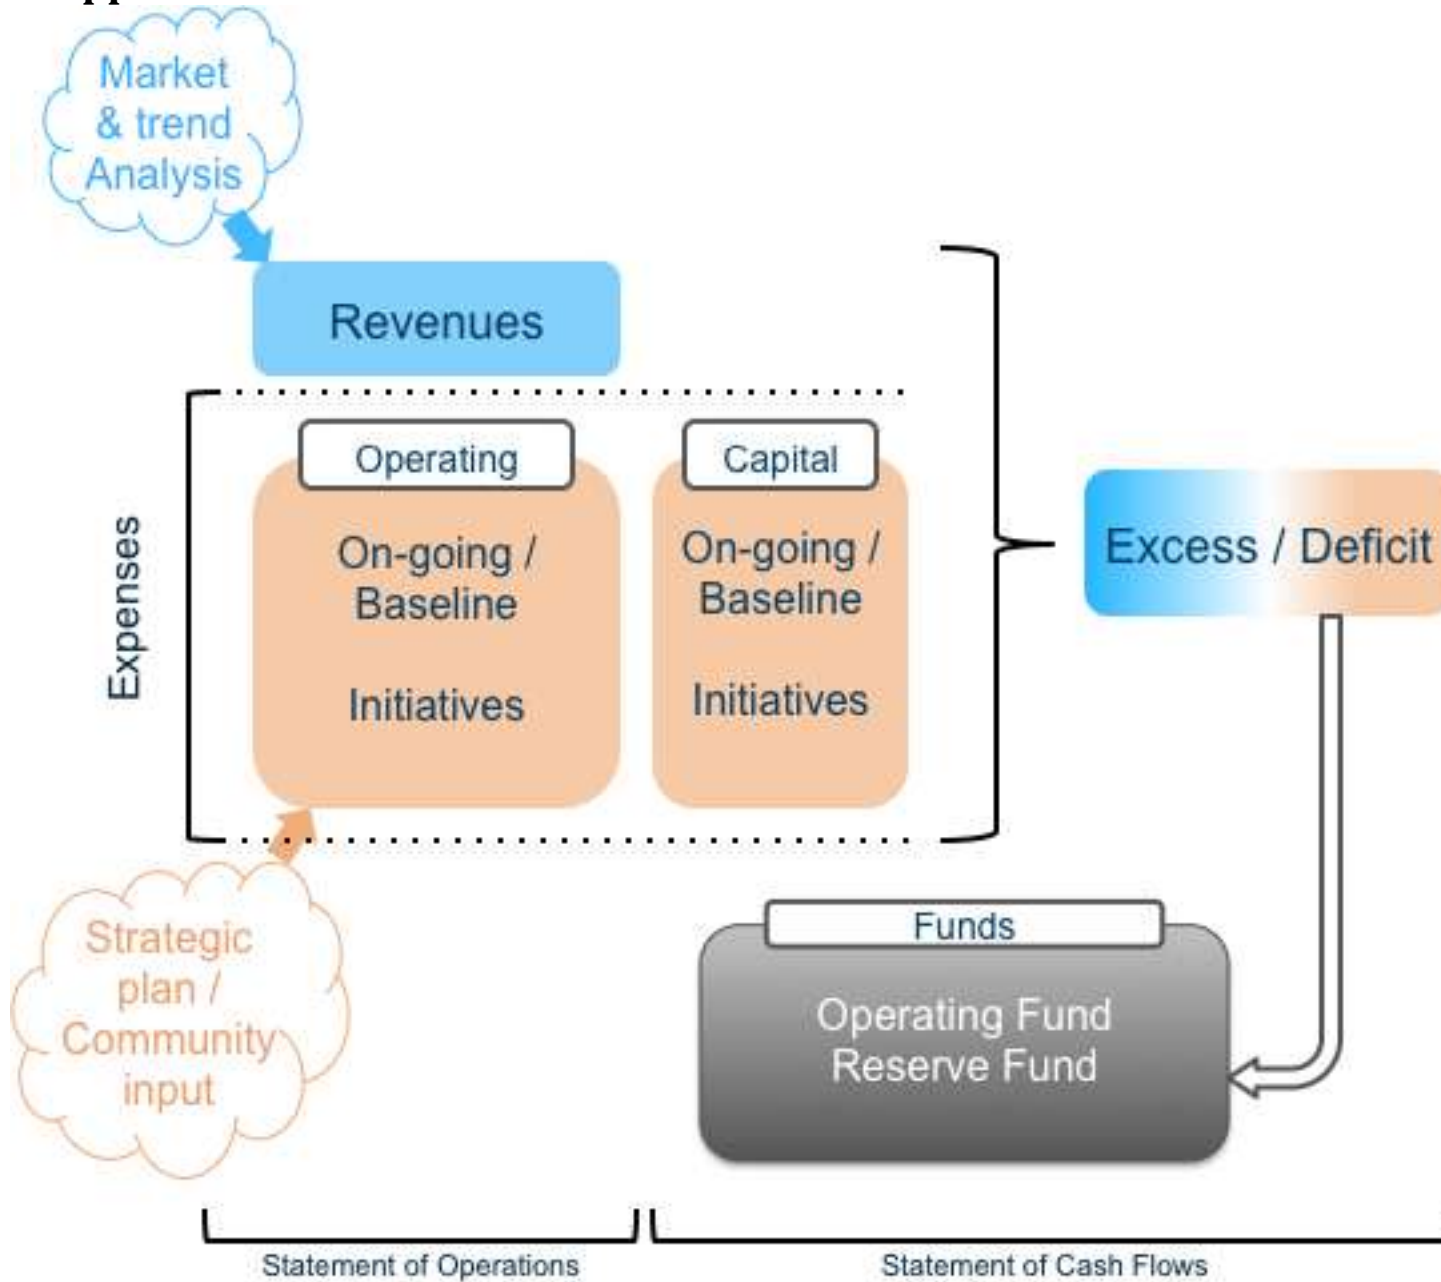 Market
& trend
Analysis
Revenues
Expenses
Operating
On-going /
Baseline
Initiatives
Capital
On-going /
Baseline
Initiatives
Excess / Deficit
Strategic
plan /
Community
input
Funds
Operating Fund
Reserve Fund
Statement of Operations
Statement of Cash Flows